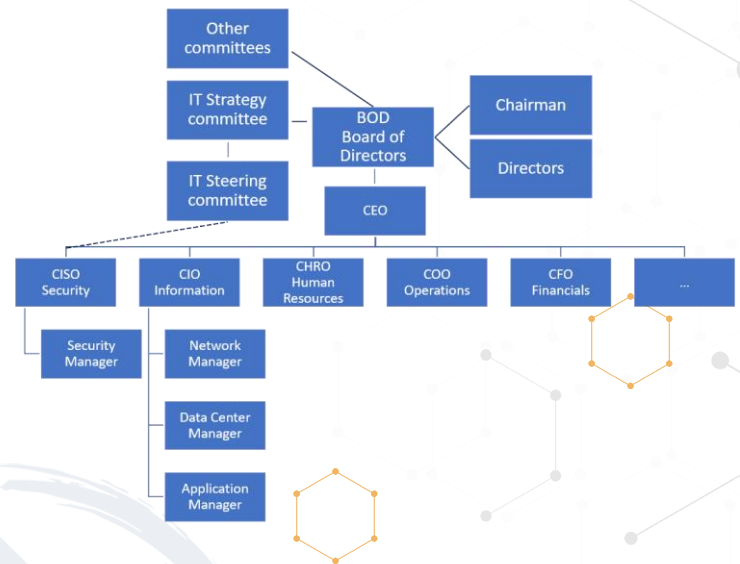 Other
committees
IT Strategy
committee
IT Steering
committee
BOD
Board of
Directors
Chairman
Directors
CEO
CISO
Security
CIO
Information
CHRO
Human
Resources
COO
Operations
CFO
Financials
...
Security
Manager
Network
Manager
Data Center
Manager
Application
Manager